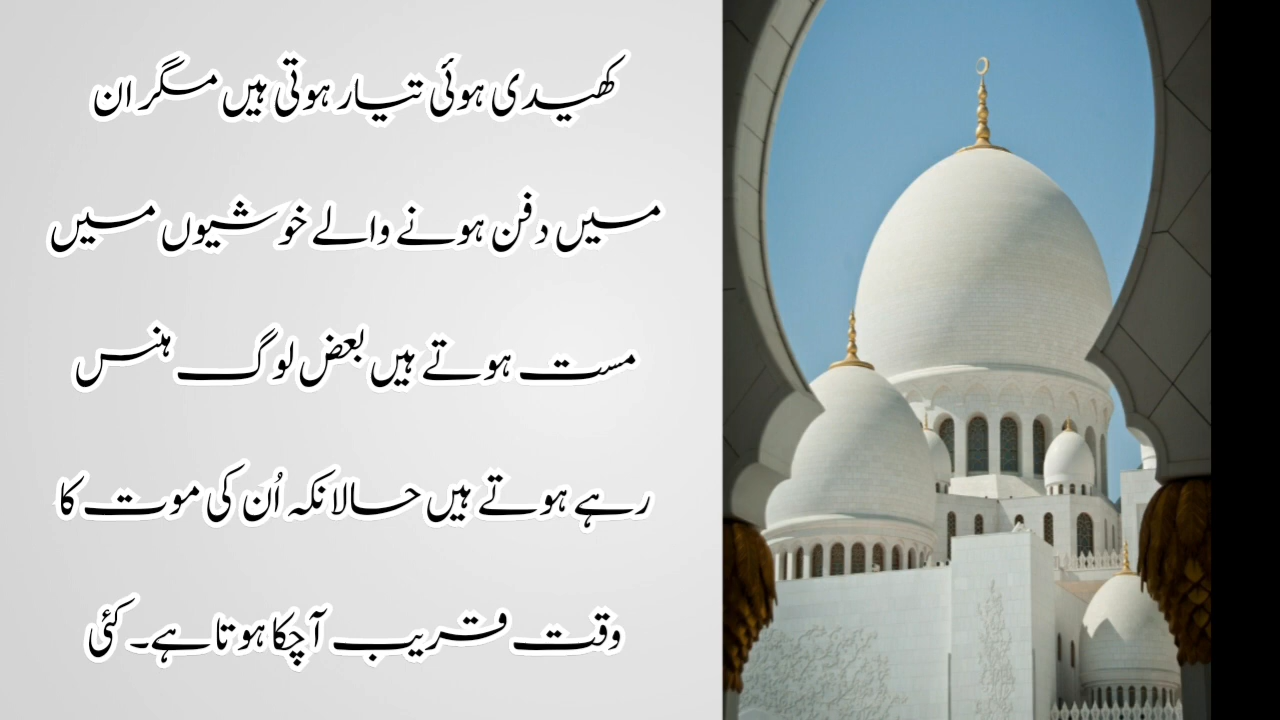 کھیدی ہوئی تیار ہوتی ہیں مگر ان
میں دفن ہونے والے خوشیوں میں
مست ہوتے ہیں بعض لوگ ہنس
رہے ہوتے ہیں حالانکہ اُن کی موت کا
وقت قریب آچکا ہوتا ہے۔ کئی